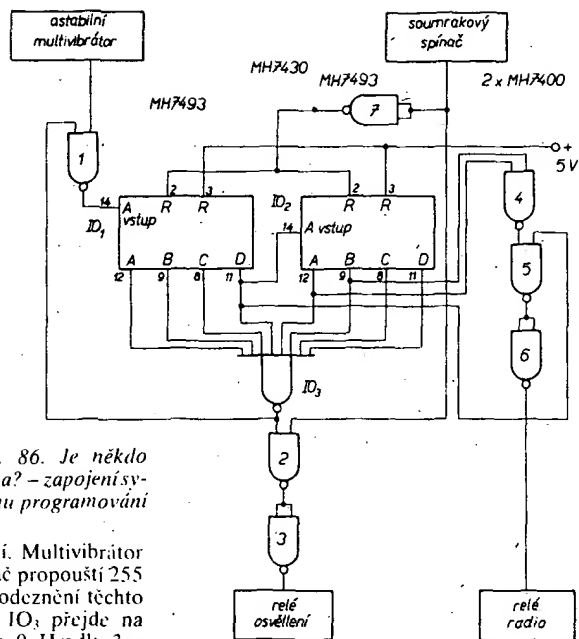 astabilní
multivibrátor
soumrakový
spínač
MH7430
MH7493
2 x MH7400
MH7493
7
+
5 V
1
2
3
2
3
4
14
A
R
R
IO2
A
R
R
IO1
vstup
14
vstup
5
A
B
C
D
A
B
C
D
12
9
8
11
12
9
8
11
6
IO3
2
3
relé
osvětlení
relé
radio
86. Je někdo
a? – zapojení sy-
nu programování
í. Multivibrátor
č propouští 255
odeznění těchto
IO3 přejde na